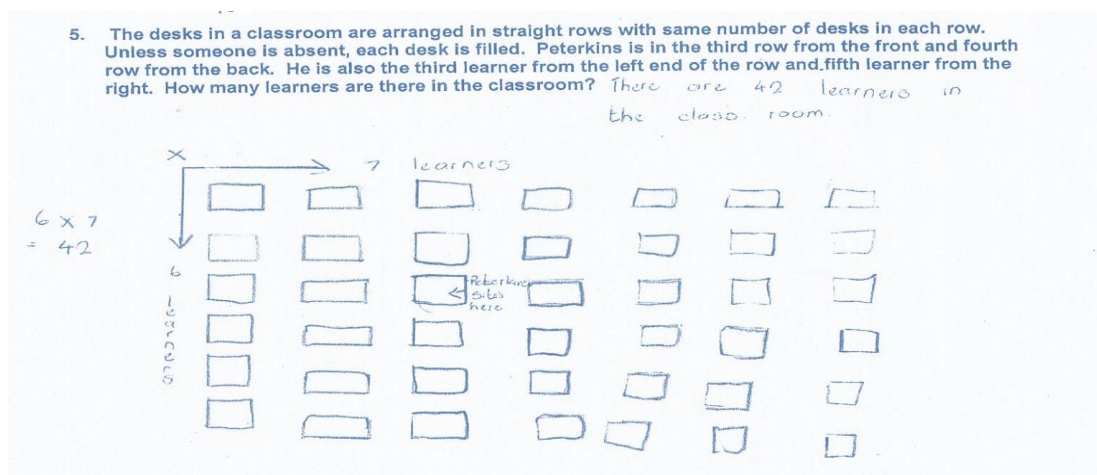 5. The desks in a classroom are arranged in straight rows with same number of desks in each row.
Unless someone is absent, each desk is filled. Peterkins is in the third row from the front and fourth
row from the back. He is also the third learner from the left end of the row and fifth learner from the
right. How many learners are there in the classroom? There are 42 learners in
the class room.
X
7 learners
6 x 7
= 42
6 learners
Peterkins
sits
here